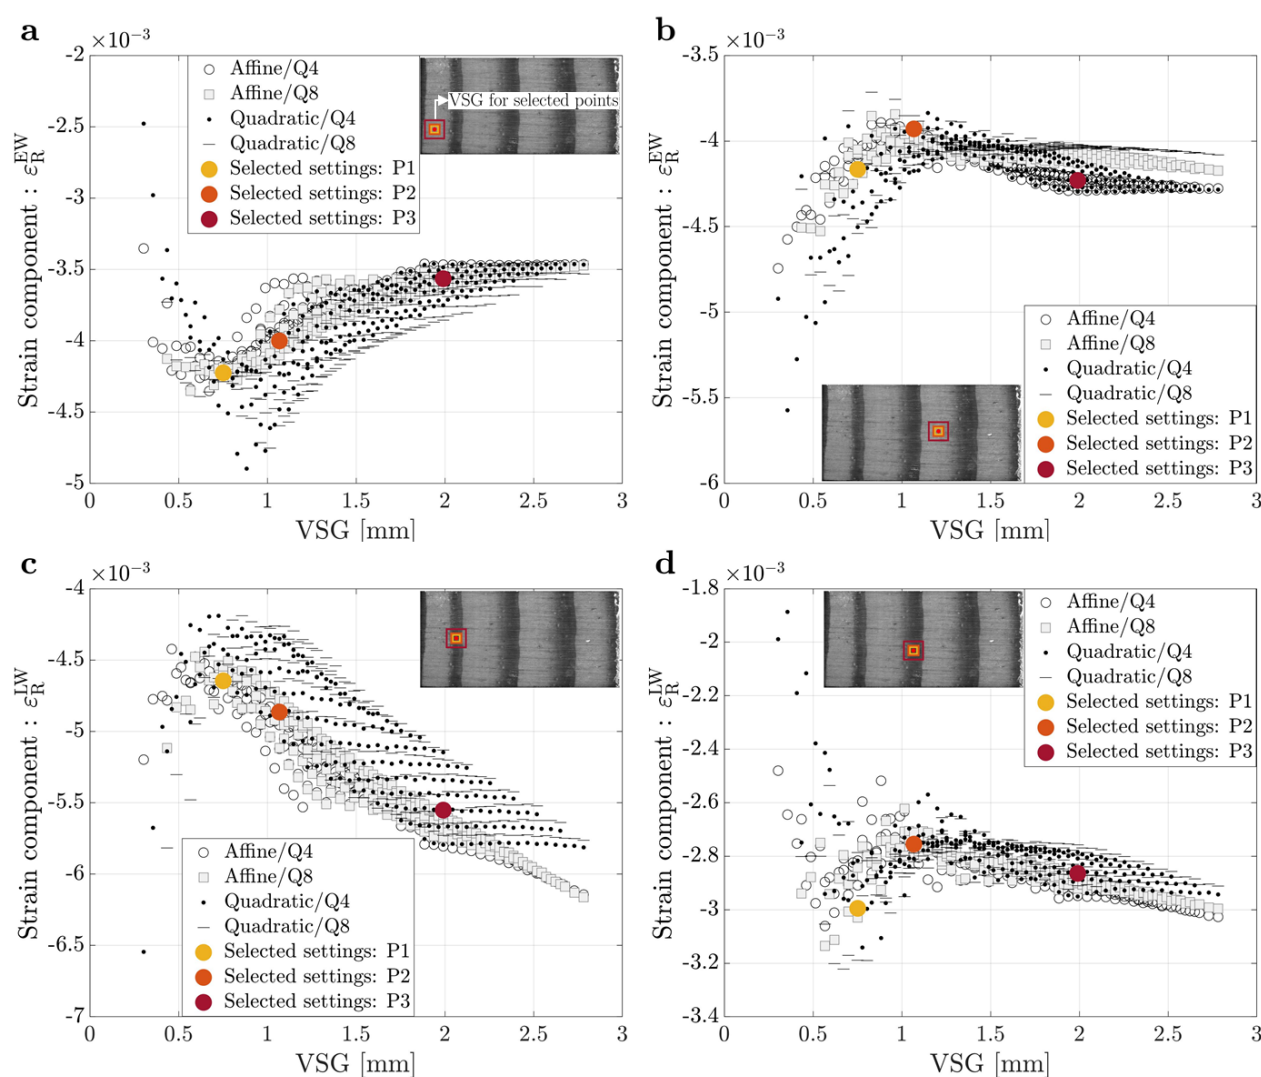 a
×10⁻³
-2
-2.5
-3
-3.5
-4
-4.5
-5
0
0.5
1
1.5
2
2.5
3
Strain component : ε_R^EW
VSG [mm]
Affine/Q4
Affine/Q8
Quadratic/Q4
Quadratic/Q8
Selected settings: P1
Selected settings: P2
Selected settings: P3
VSG for selected points
b
×10⁻³
-3.5
-4
-4.5
-5
-5.5
-6
0
0.5
1
1.5
2
2.5
3
Strain component : ε_R^EW
VSG [mm]
Affine/Q4
Affine/Q8
Quadratic/Q4
Quadratic/Q8
Selected settings: P1
Selected settings: P2
Selected settings: P3
c
×10⁻³
-4
-4.5
-5
-5.5
-6
-6.5
-7
0
0.5
1
1.5
2
2.5
3
Strain component : ε_R^LW
VSG [mm]
Affine/Q4
Affine/Q8
Quadratic/Q4
Quadratic/Q8
Selected settings: P1
Selected settings: P2
Selected settings: P3
d
×10⁻³
-1.8
-2
-2.2
-2.4
-2.6
-2.8
-3
-3.2
-3.4
0
0.5
1
1.5
2
2.5
3
Strain component : ε_R^LW
VSG [mm]
Affine/Q4
Affine/Q8
Quadratic/Q4
Quadratic/Q8
Selected settings: P1
Selected settings: P2
Selected settings: P3